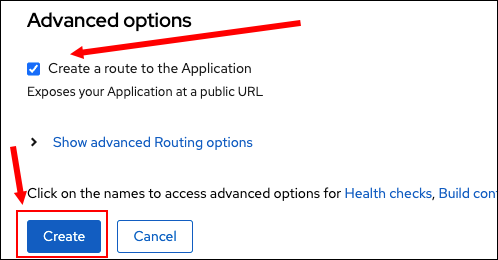 Advanced options
Create a route to the Application
Exposes your Application at a public URL
Show advanced Routing options
Click on the names to access advanced options for Health checks, Build con
Create Cancel